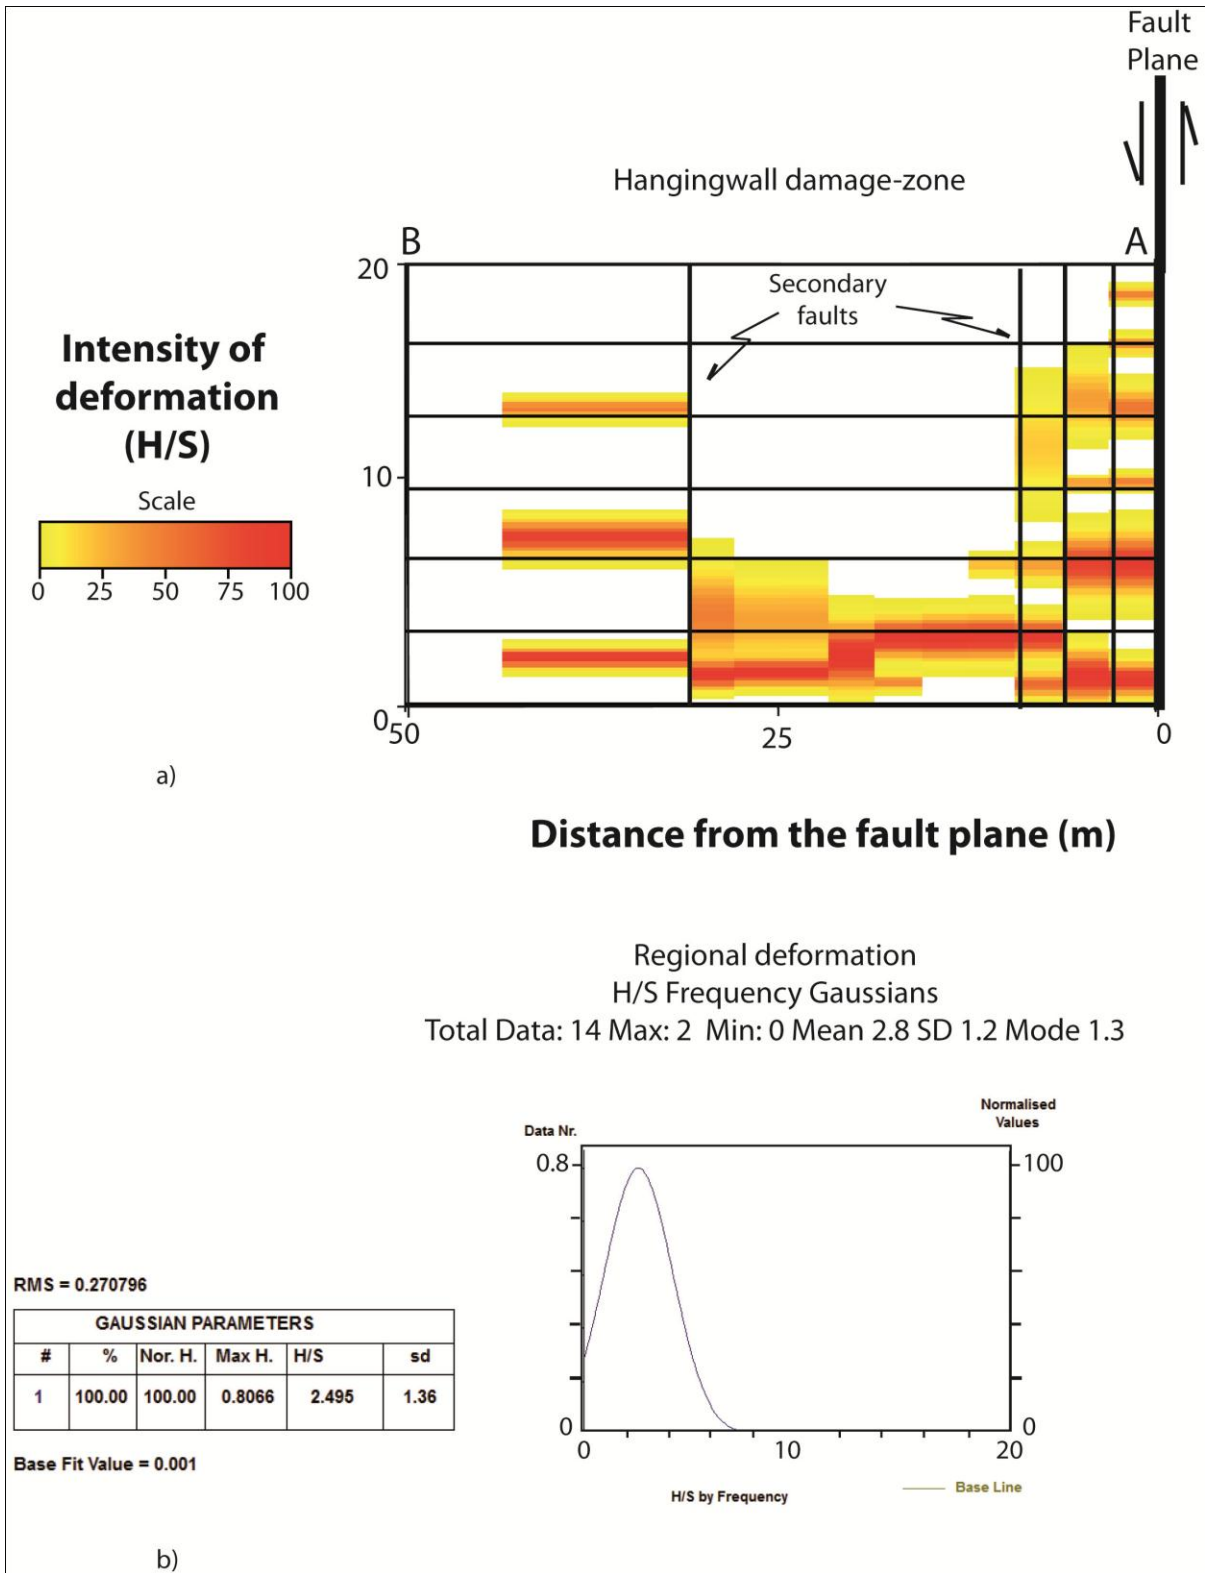 Fault
Plane
Hangingwall damage-zone
B
A
20
Secondary
faults
Intensity of
deformation
(H/S)
10
Scale
0 25 50 75 100
0
50
25
0
a)
Distance from the fault plane (m)
Regional deformation
H/S Frequency Gaussians
Total Data: 14 Max: 2 Min: 0 Mean 2.8 SD 1.2 Mode 1.3
Normalised
Values
Data Nr.
0.8
100
RMS = 0.270796
GAUSSIAN PARAMETERS
# % Nor. H. Max H. H/S sd
1 100.00 100.00 0.8066 2.495 1.36
0
0
0 10 20
Base Fit Value = 0.001
Base Line
H/S by Frequency
b)